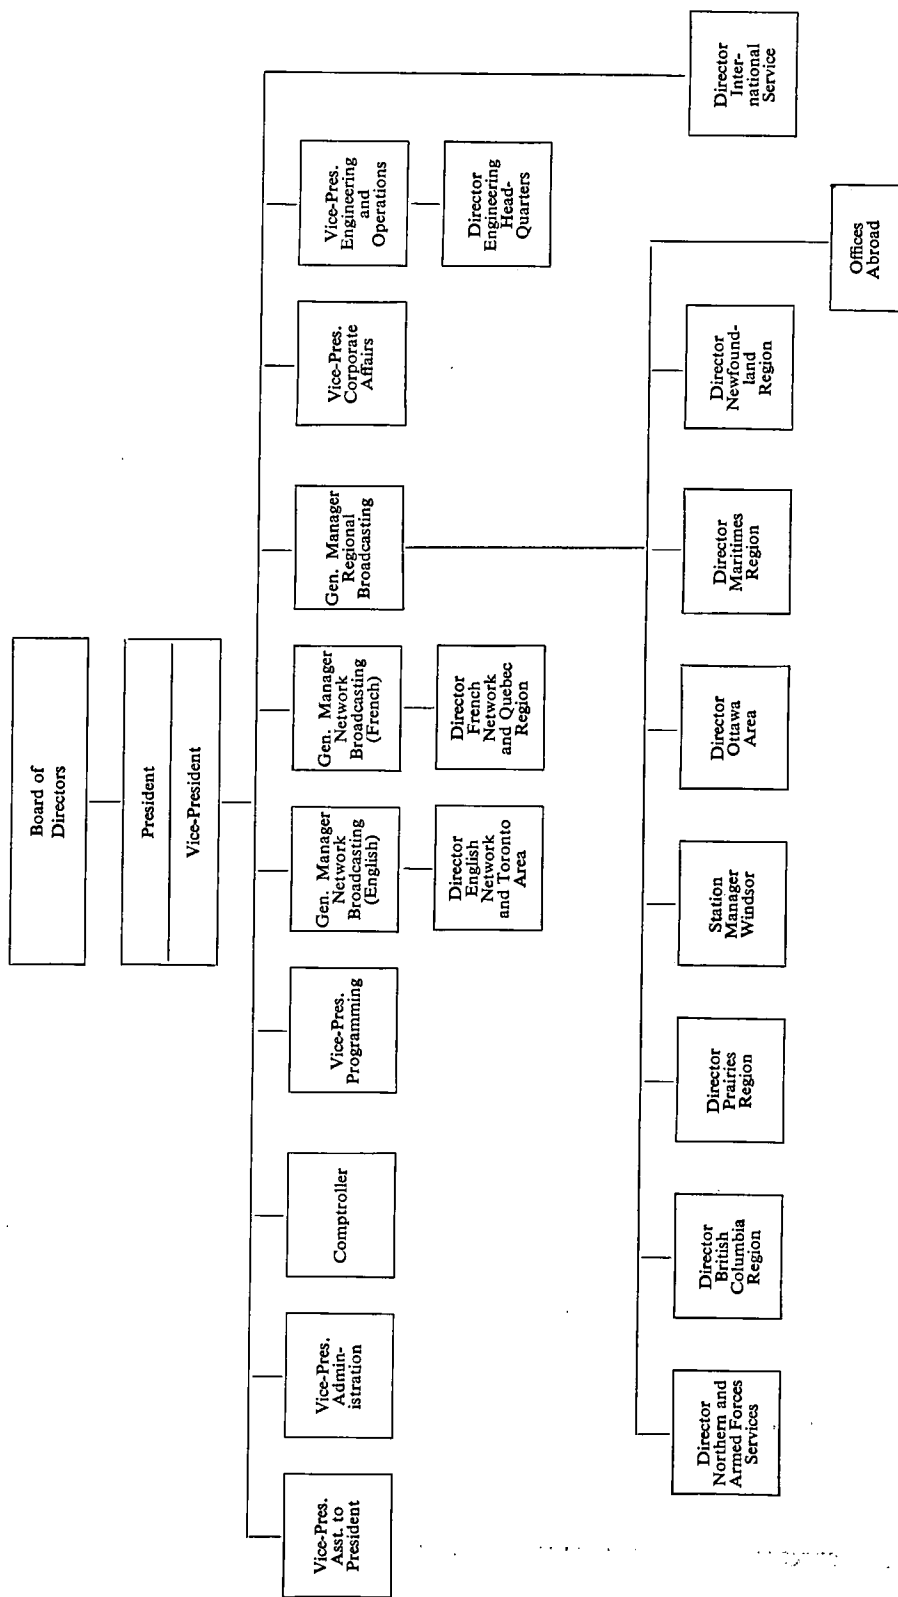 Board of
Directors
President
Vice-President
Vice-Pres.
Asst. to
President
Vice-Pres.
Admin-
istration
Comptroller
Vice-Pres.
Programming
Gen. Manager
Network
Broadcasting
(English)
Gen. Manager
Network
Broadcasting
(French)
Gen. Manager
Regional
Broadcasting
Vice-Pres.
Corporate
Affairs
Vice-Pres.
Engineering
and
Operations
Director
English
Network
and Toronto
Area
Director
French
Network
and Quebec
Region
Director
Engineering
Head-
Quarters
Director
Northern and
Armed Forces
Services
Director
British
Columbia
Region
Director
Prairies
Region
Station
Manager
Windsor
Director
Ottawa
Area
Director
Maritimes
Region
Director
Newfound-
land
Region
Director
Inter-
national
Service
Offices
Abroad